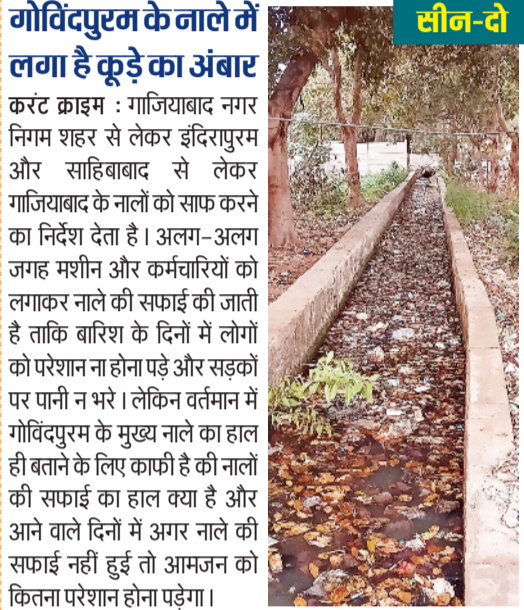 गोविंदपुरम के नाले में
लगा है कूड़े का अंबार
सीन-दो
करंट क्राइम : गाजियाबाद नगर
निगम शहर से लेकर इंदिरापुरम
और साहिबाबाद से लेकर
गाजियाबाद के नालों को साफ करने
का निर्देश देता है। अलग-अलग
जगह मशीन और कर्मचारियों को
लगाकर नाले की सफाई की जाती
है ताकि बारिश के दिनों में लोगों
को परेशान ना होना पड़े और सड़कों
पर पानी न भरे। लेकिन वर्तमान में
गोविंदपुरम के मुख्य नाले का हाल
ही बताने के लिए काफी है की नालों
की सफाई का हाल क्या है और
आने वाले दिनों में अगर नाले की
सफाई नहीं हुई तो आमजन को
कितना परेशान होना पड़ेगा।